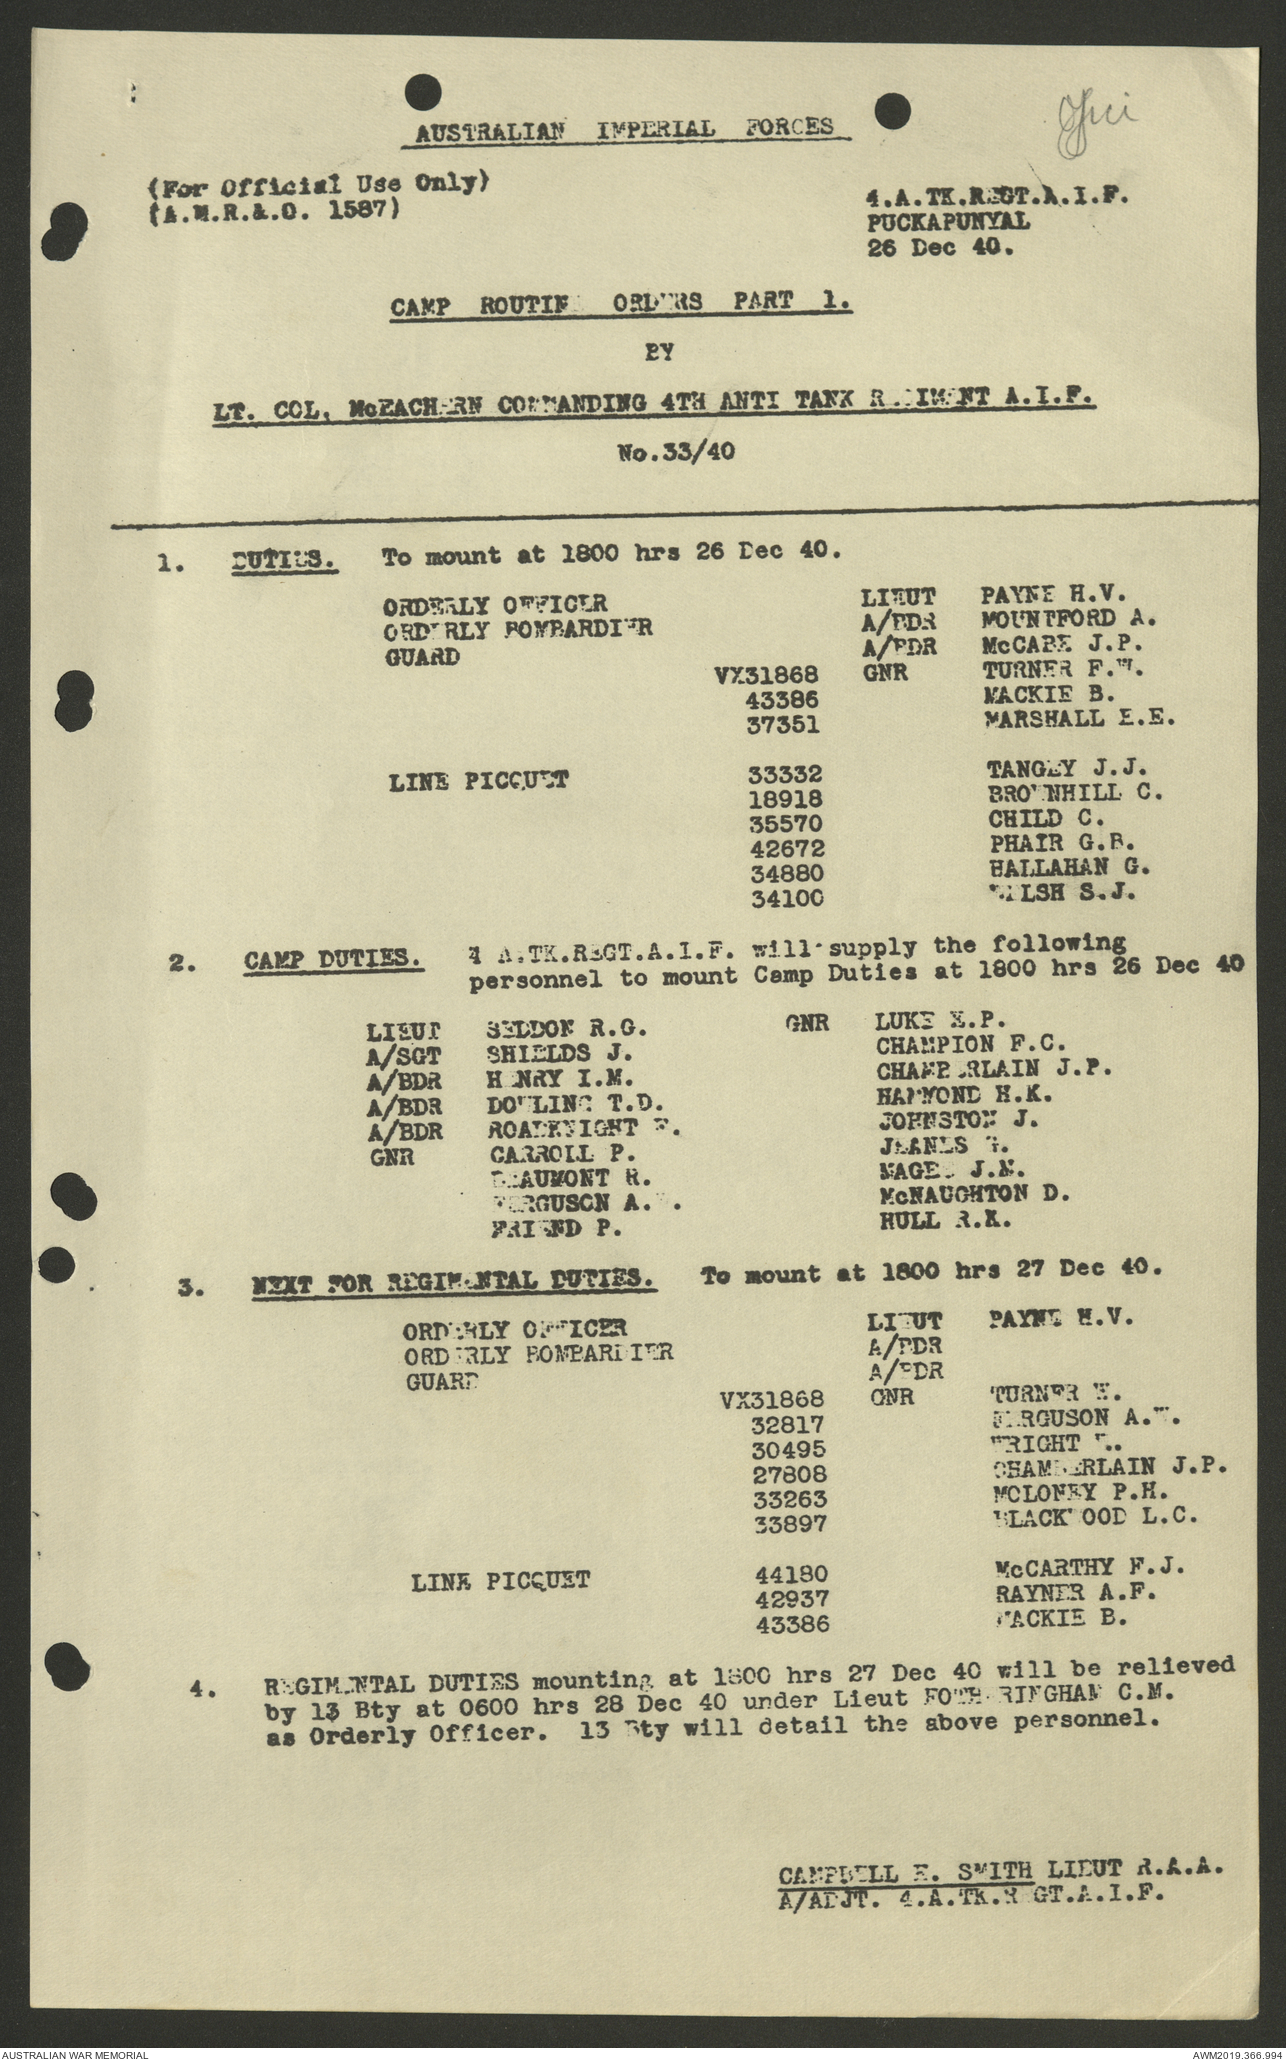 AUSTRALIAN IMPERIAL FORCES
(For Official Use Only)
(A.M.R.&.O. 1587)
4.A.TK.REGT.A.I.F.
PUCKAPUNYAL
26 Dec 40.
CAMP ROUTINE ORDERS PART 1.
BY
LT. COL. McEACHERN COMMANDING 4TH ANTI TANK REGIMENT A.I.F.
No.33/40
1. DUTIES. To mount at 1800 hrs 26 Dec 40.
ORDERLY OFFICER LIEUT PAYNE H.V.
ORDERLY BOMBARDIER A/BDR MOUNTFORD A.
GUARD A/BDR McCABE J.P.
VX31868 GNR TURNER F.W.
43386 MACKIE B.
37351 MARSHALL E.E.
LINE PICQUET 33332 TANGEY J.J.
18918 BROWNHILL C.
35570 CHILD C.
42672 PHAIR G.B.
34880 HALLAHAN G.
34100 WALSH S.J.
2. CAMP DUTIES. 4 A.TK.REGT.A.I.F. will supply the following
personnel to mount Camp Duties at 1800 hrs 26 Dec 40
LIEUT SEDDON R.G. GNR LUKE E.P.
A/SGT SHIELDS J. CHAMPION F.C.
A/BDR HENRY I.M. CHAMBERLAIN J.P.
A/BDR DOWLING T.D. HAMMOND H.K.
A/BDR ROADKNIGHT JOHNSTON J.
GNR CARROLL P. JEANES
BEAUMONT R. MAGEE J.M.
FERGUSON A. McNAUGHTON D.
FRIEND P. HULL R.K.
3. NEXT FOR REGIMENTAL DUTIES. To mount at 1800 hrs 27 Dec 40.
ORDERLY OFFICER LIEUT PAYNE H.V.
ORDERLY BOMBARDIER A/BDR
GUARD A/BDR
VX31868 GNR TURNER
32817 FERGUSON A.W.
30495 WRIGHT
27808 CHAMBERLAIN J.P.
33263 MOLONEY P.H.
33897 BLACKWOOD L.C.
LINE PICQUET 44180 McCARTHY F.J.
42937 RAYNER A.F.
43386 MACKIE B.
4. REGIMENTAL DUTIES mounting at 1800 hrs 27 Dec 40 will be relieved
by 13 Bty at 0600 hrs 28 Dec 40 under Lieut FOTHERINGHAM C.M.
as Orderly Officer. 13 Bty will detail the above personnel.
CAMPBELL E. SMITH LIEUT R.A.A.
A/ADJT. 4.A.TK.REGT.A.I.F.
AUSTRALIAN WAR MEMORIAL
AWM2019.366.994